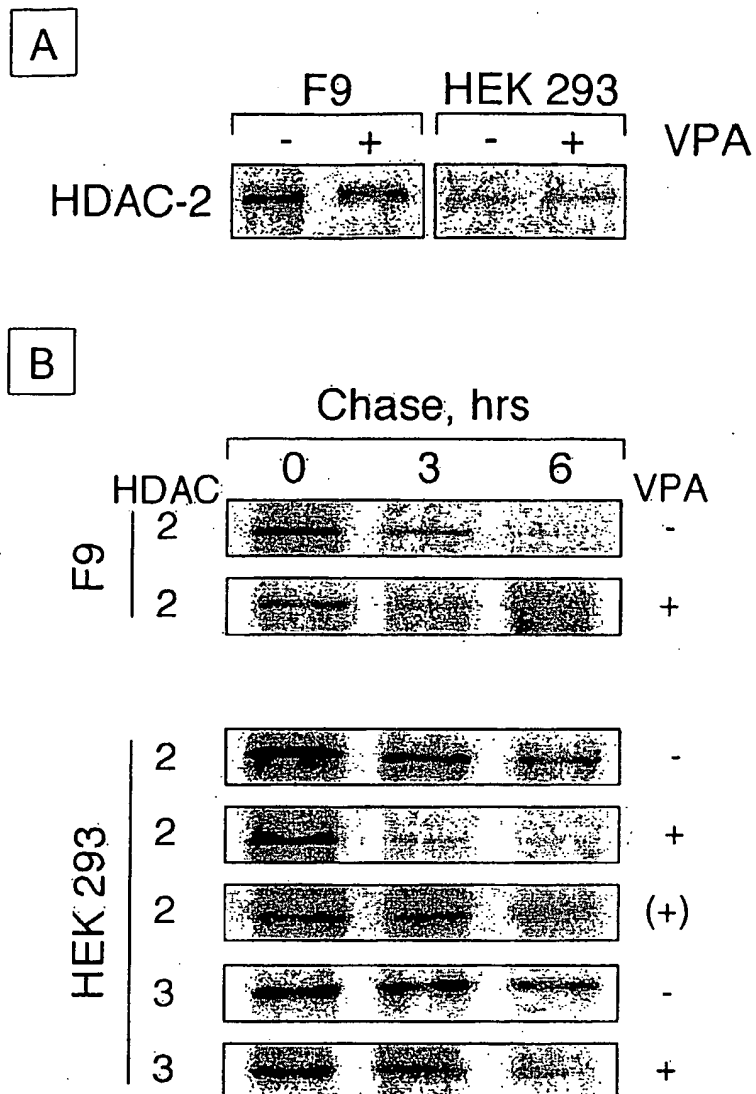 A
F9 HEK 293
- + - + VPA
HDAC-2
B
Chase, hrs
HDAC 0 3 6 VPA
F9
2 -
2 +
HEK 293
2 -
2 +
2 (+)
3 -
3 +